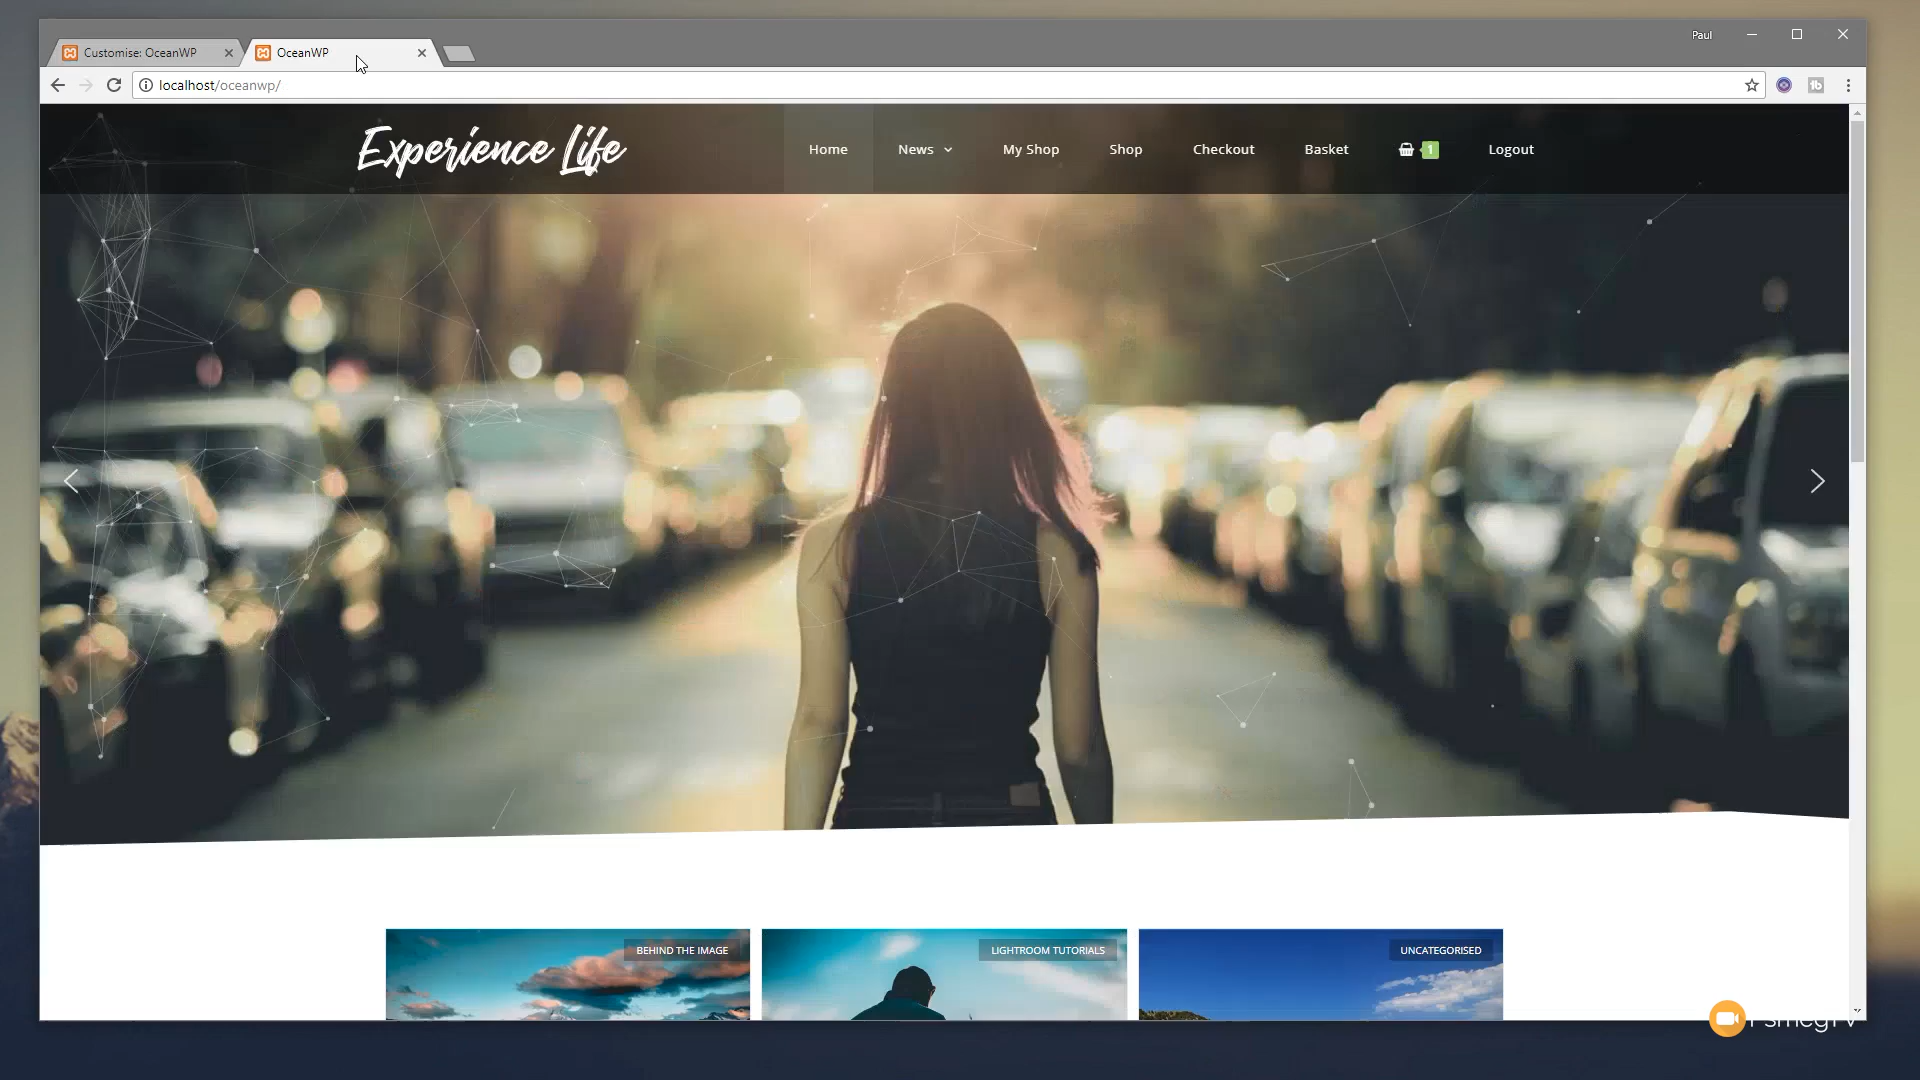 Paul
Customise: OceanWP
OceanWP
localhost/oceanwp/
Experience Life
Home
News
My Shop
Shop
Checkout
Basket
1
Logout
BEHIND THE IMAGE
LIGHTROOM TUTORIALS
UNCATEGORISED